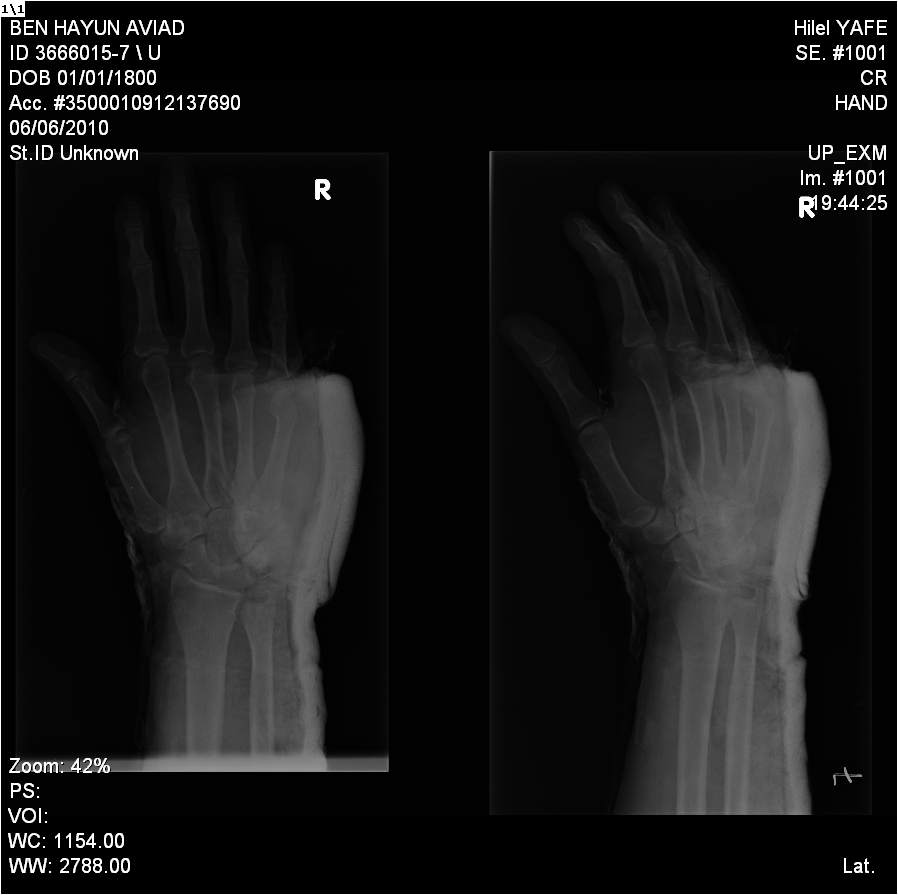 1\1
BEN HAYUN AVIAD
ID 3666015-7 \ U
DOB 01/01/1800
Acc. #3500010912137690
06/06/2010
St.ID Unknown
Hilel YAFE
SE. #1001
CR
HAND
UP_EXM
Im. #1001
19:44:25
R
R
Zoom: 42%
PS:
VOI:
WC: 1154.00
WW: 2788.00
Lat.